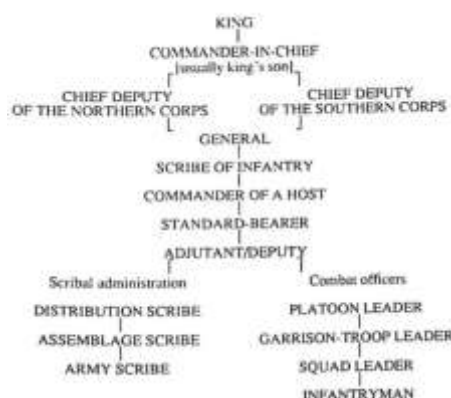 KING
COMMANDER-IN-CHIEF
[usually king's son]
CHIEF DEPUTY
OF THE NORTHERN CORPS
CHIEF DEPUTY
OF THE SOUTHERN CORPS
GENERAL
SCRIBE OF INFANTRY
COMMANDER OF A HOST
STANDARD-BEARER
ADJUTANT/DEPUTY
Scribal administration
DISTRIBUTION SCRIBE
ASSEMBLAGE SCRIBE
ARMY SCRIBE
Combat officers
PLATOON LEADER
GARRISON-TROOP LEADER
SQUAD LEADER
INFANTRYMAN